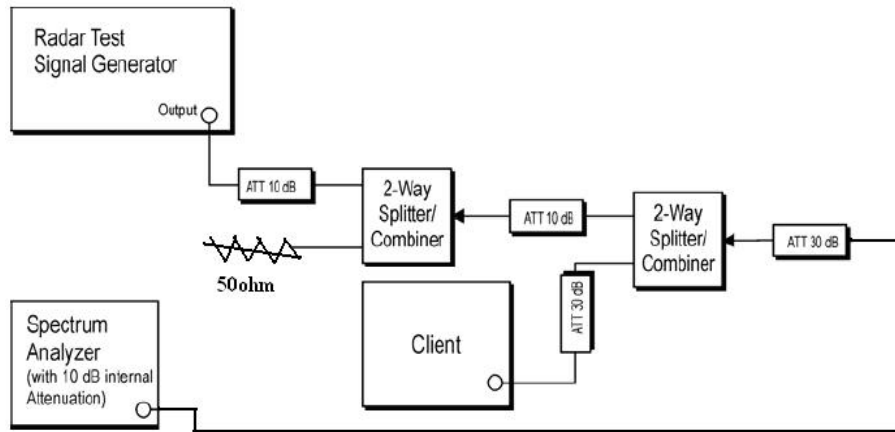 Radar Test
Signal Generator
Output
ATT 10 dB
2-Way
Splitter/
Combiner
ATT 10 dB
2-Way
Splitter/
Combiner
ATT 30 dB
50ohm
ATT 30 dB
Client
Spectrum
Analyzer
(with 10 dB internal
Attenuation)